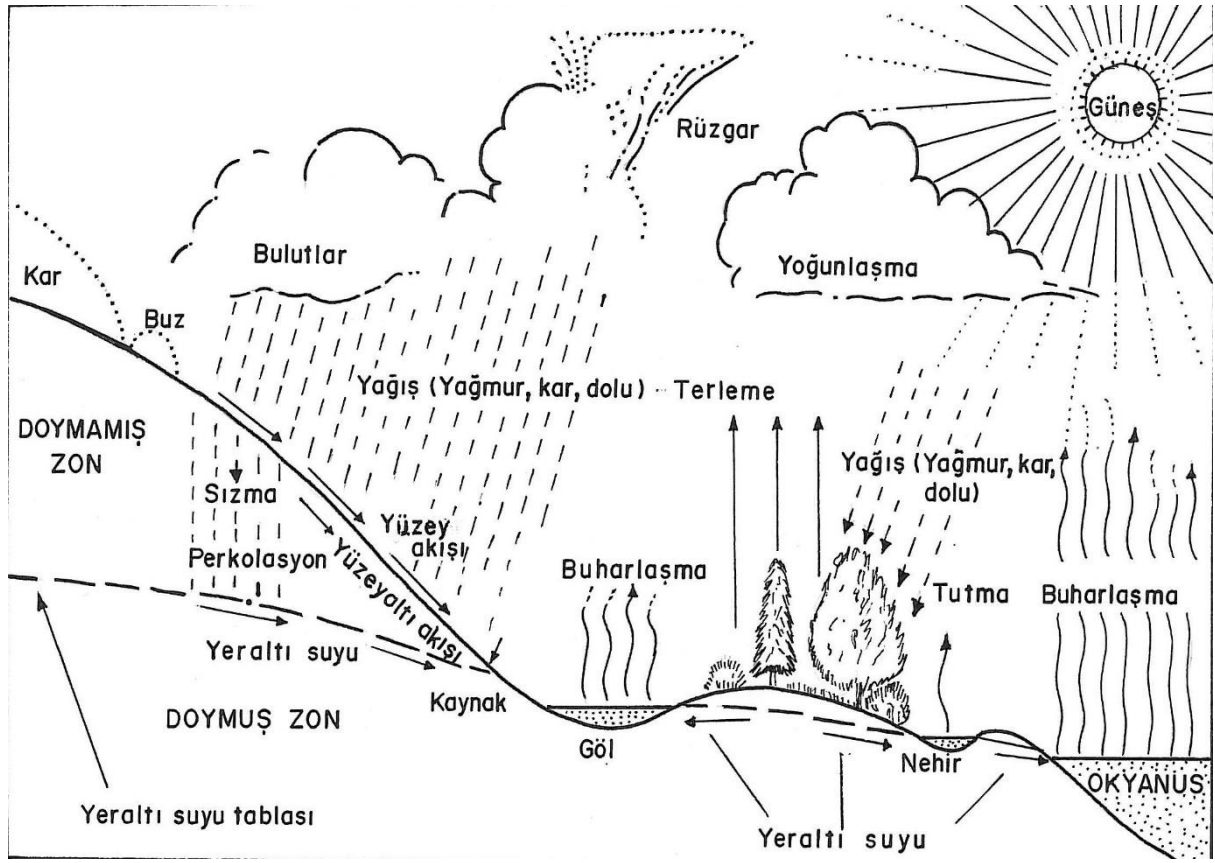 Güneş
Rüzgar
Bulutlar
Yoğunlaşma
Kar
Buz
Yağış (Yağmur, kar, dolu) - Terleme
DOYMAMIŞ
ZON
Yağış (Yağmur, kar,
dolu)
Sızma
Yüzey
akışı
Perkolasyon
Yüzeyaltı akışı
Buharlaşma
Tutma
Buharlaşma
Yeraltı suyu
Kaynak
DOYMUŞ ZON
Göl
Nehir
OKYANUS
Yeraltı suyu tablası
Yeraltı suyu